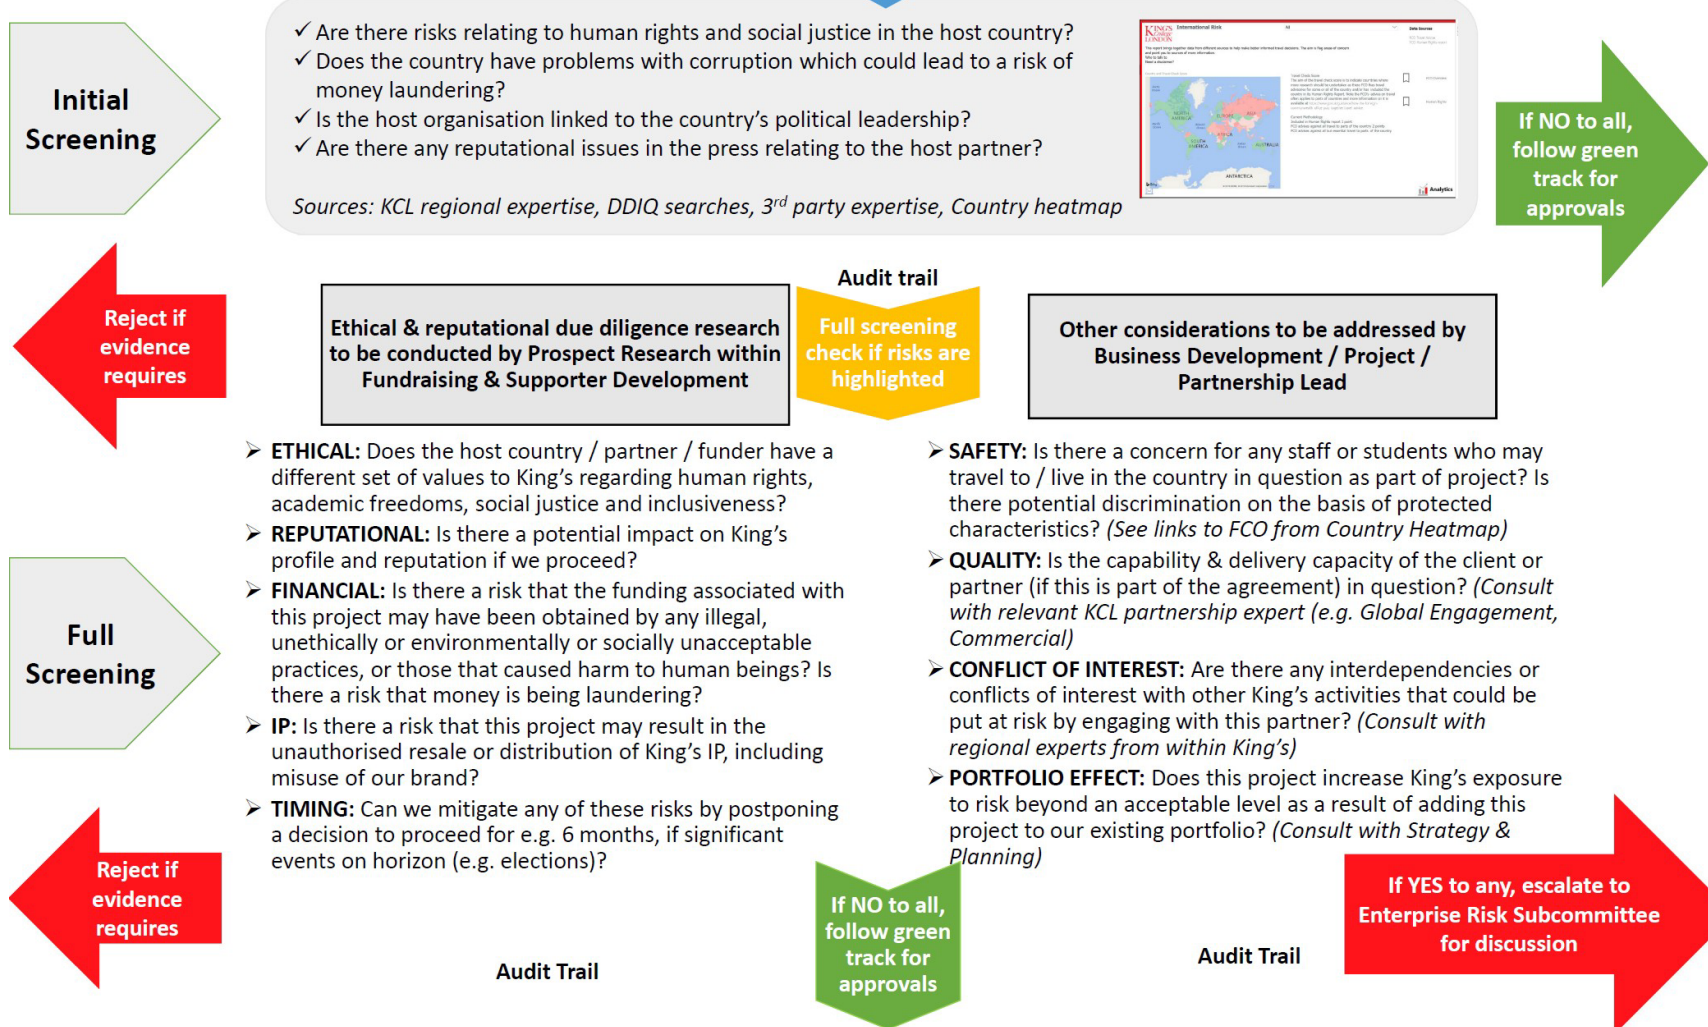 Initial
Screening
✓ Are there risks relating to human rights and social justice in the host country?
✓ Does the country have problems with corruption which could lead to a risk of
money laundering?
✓ Is the host organisation linked to the country's political leadership?
✓ Are there any reputational issues in the press relating to the host partner?
Sources: KCL regional expertise, DDIQ searches, 3rd party expertise, Country heatmap
KING'S
College
LONDON
International Risk
Data Sources
ANTARCTICA
Analytics
If NO to all,
follow green
track for
approvals
Reject if
evidence
requires
Ethical & reputational due diligence research
to be conducted by Prospect Research within
Fundraising & Supporter Development
Audit trail
Full screening
check if risks are
highlighted
Other considerations to be addressed by
Business Development / Project /
Partnership Lead
Full
Screening
➢ ETHICAL: Does the host country / partner / funder have a
different set of values to King's regarding human rights,
academic freedoms, social justice and inclusiveness?
➢ REPUTATIONAL: Is there a potential impact on King's
profile and reputation if we proceed?
➢ FINANCIAL: Is there a risk that the funding associated with
this project may have been obtained by any illegal,
unethically or environmentally or socially unacceptable
practices, or those that caused harm to human beings? Is
there a risk that money is being laundering?
➢ IP: Is there a risk that this project may result in the
unauthorised resale or distribution of King's IP, including
misuse of our brand?
➢ TIMING: Can we mitigate any of these risks by postponing
a decision to proceed for e.g. 6 months, if significant
events on horizon (e.g. elections)?
➢ SAFETY: Is there a concern for any staff or students who may
travel to / live in the country in question as part of project? Is
there potential discrimination on the basis of protected
characteristics? (See links to FCO from Country Heatmap)
➢ QUALITY: Is the capability & delivery capacity of the client or
partner (if this is part of the agreement) in question? (Consult
with relevant KCL partnership expert (e.g. Global Engagement,
Commercial)
➢ CONFLICT OF INTEREST: Are there any interdependencies or
conflicts of interest with other King's activities that could be
put at risk by engaging with this partner? (Consult with
regional experts from within King's)
➢ PORTFOLIO EFFECT: Does this project increase King's exposure
to risk beyond an acceptable level as a result of adding this
project to our existing portfolio? (Consult with Strategy &
Planning)
Reject if
evidence
requires
Audit Trail
If NO to all,
follow green
track for
approvals
Audit Trail
If YES to any, escalate to
Enterprise Risk Subcommittee
for discussion